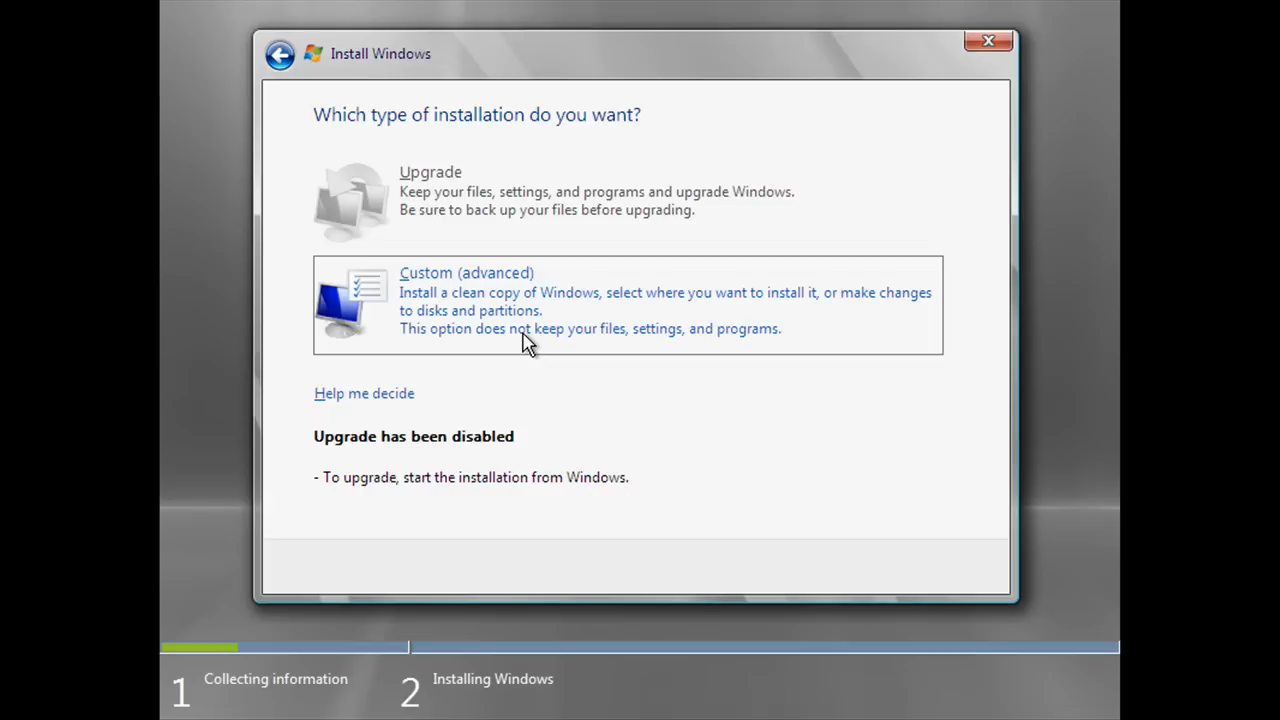 Install Windows
Which type of installation do you want?
Upgrade
Keep your files, settings, and programs and upgrade Windows.
Be sure to back up your files before upgrading.
Custom (advanced)
Install a clean copy of Windows, select where you want to install it, or make changes
to disks and partitions.
This option does not keep your files, settings, and programs.
Help me decide
Upgrade has been disabled
- To upgrade, start the installation from Windows.
1 Collecting information
2 Installing Windows